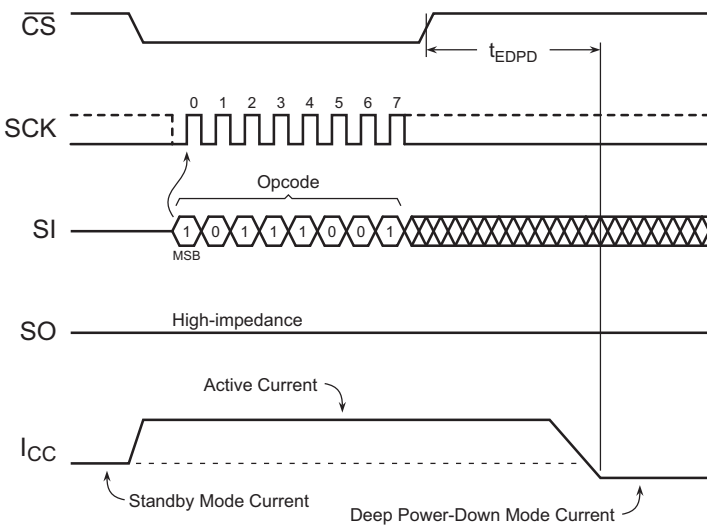 CS
tEDPD
0 1 2 3 4 5 6 7
SCK
Opcode
SI 1 0 1 1 1 0 0 1
MSB
High-impedance
SO
Active Current
ICC
Standby Mode Current
Deep Power-Down Mode Current